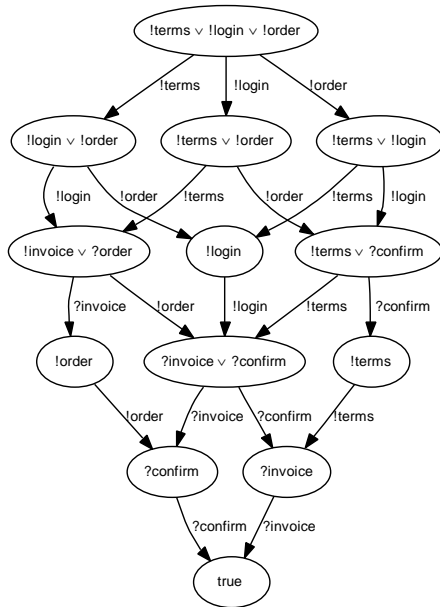 !terms ∨ !login ∨ !order
!terms
!login
!order
!login ∨ !order
!terms ∨ !order
!terms ∨ !login
!login
!order
!terms
!order
!terms
!login
!invoice ∨ ?order
!login
!terms ∨ ?confirm
?invoice
!order
!login
!terms
?confirm
!order
?invoice ∨ ?confirm
!terms
!order
?invoice
?confirm
!terms
?confirm
?invoice
?confirm
?invoice
true